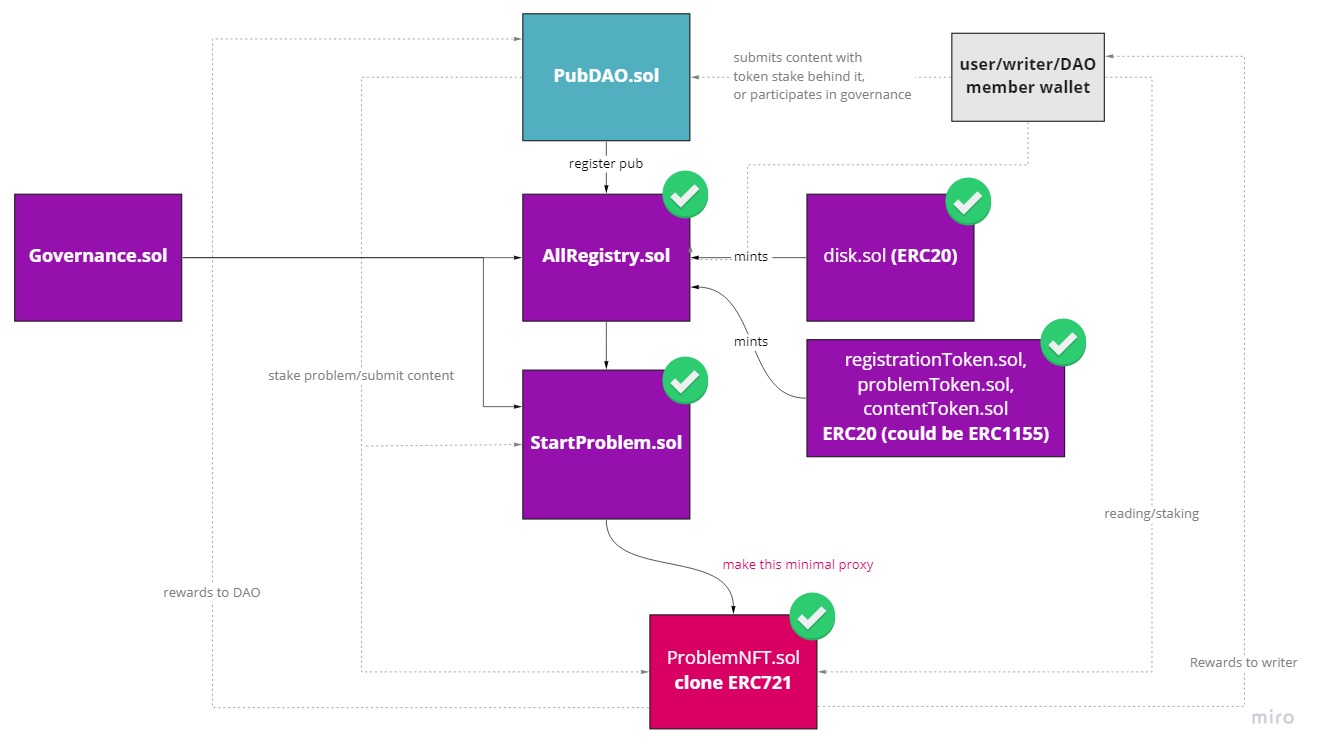 PubDAO.sol
submits content with
token stake behind it,
or participates in governance
user/writer/DAO
member wallet
register pub
Governance.sol
AllRegistry.sol
mints
disk.sol (ERC20)
mints
registrationToken.sol,
problemToken.sol,
contentToken.sol
ERC20 (could be ERC1155)
stake problem/submit content
StartProblem.sol
reading/staking
make this minimal proxy
rewards to DAO
ProblemNFT.sol
clone ERC721
Rewards to writer
miro